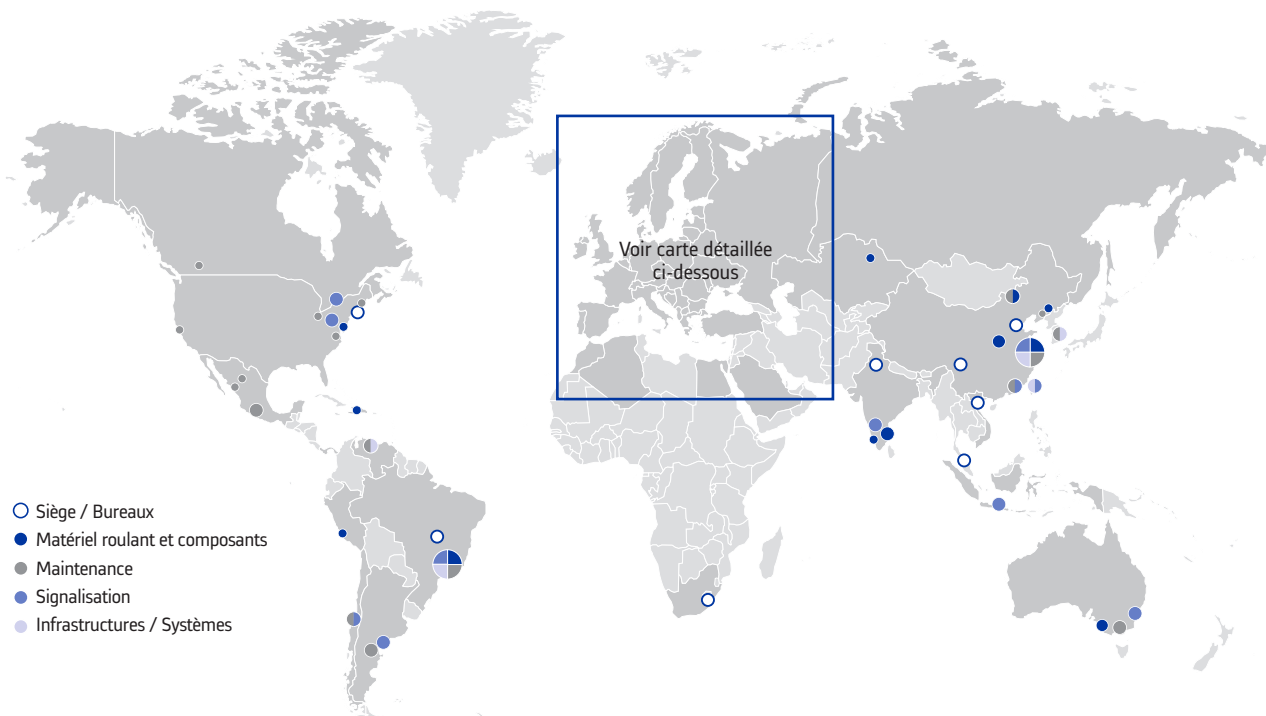 Voir carte détaillée
ci-dessous
Siège / Bureaux
Matériel roulant et composants
Maintenance
Signalisation
Infrastructures / Systèmes